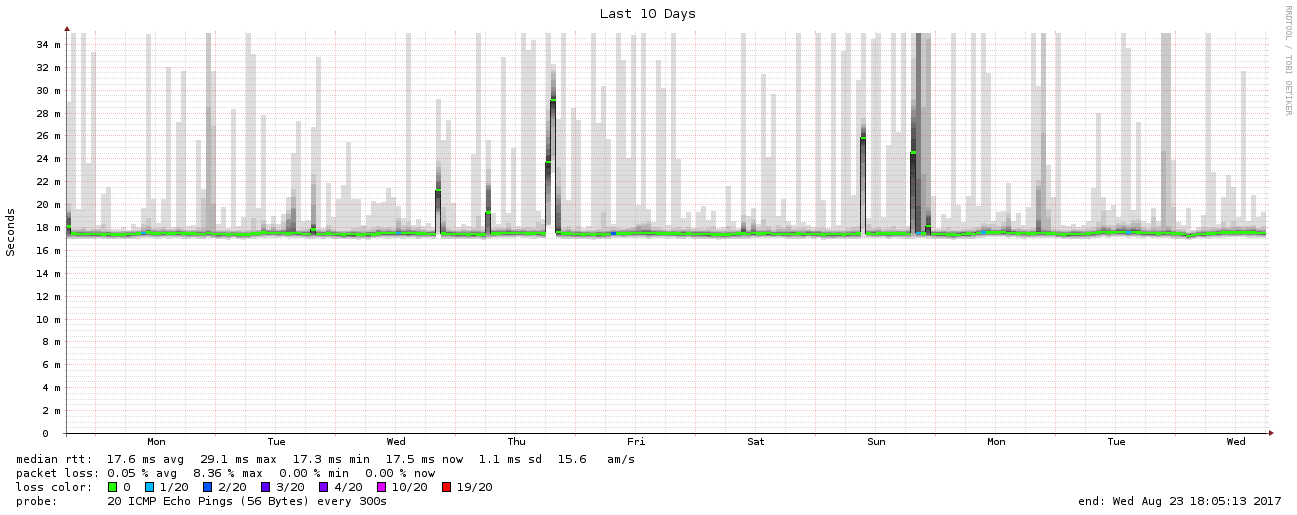 Last 10 Days
RRDTOOL / TOBI OETIKER
Seconds
34 m
32 m
30 m
28 m
26 m
24 m
22 m
20 m
18 m
16 m
14 m
12 m
10 m
8 m
6 m
4 m
2 m
0
Mon Tue Wed Thu Fri Sat Sun Mon Tue Wed
median rtt: 17.6 ms avg 29.1 ms max 17.3 ms min 17.5 ms now 1.1 ms sd 15.6 am/s
packet loss: 0.05 % avg 8.36 % max 0.00 % min 0.00 % now
loss color: 0 1/20 2/20 3/20 4/20 10/20 19/20
probe: 20 ICMP Echo Pings (56 Bytes) every 300s end: Wed Aug 23 18:05:13 2017